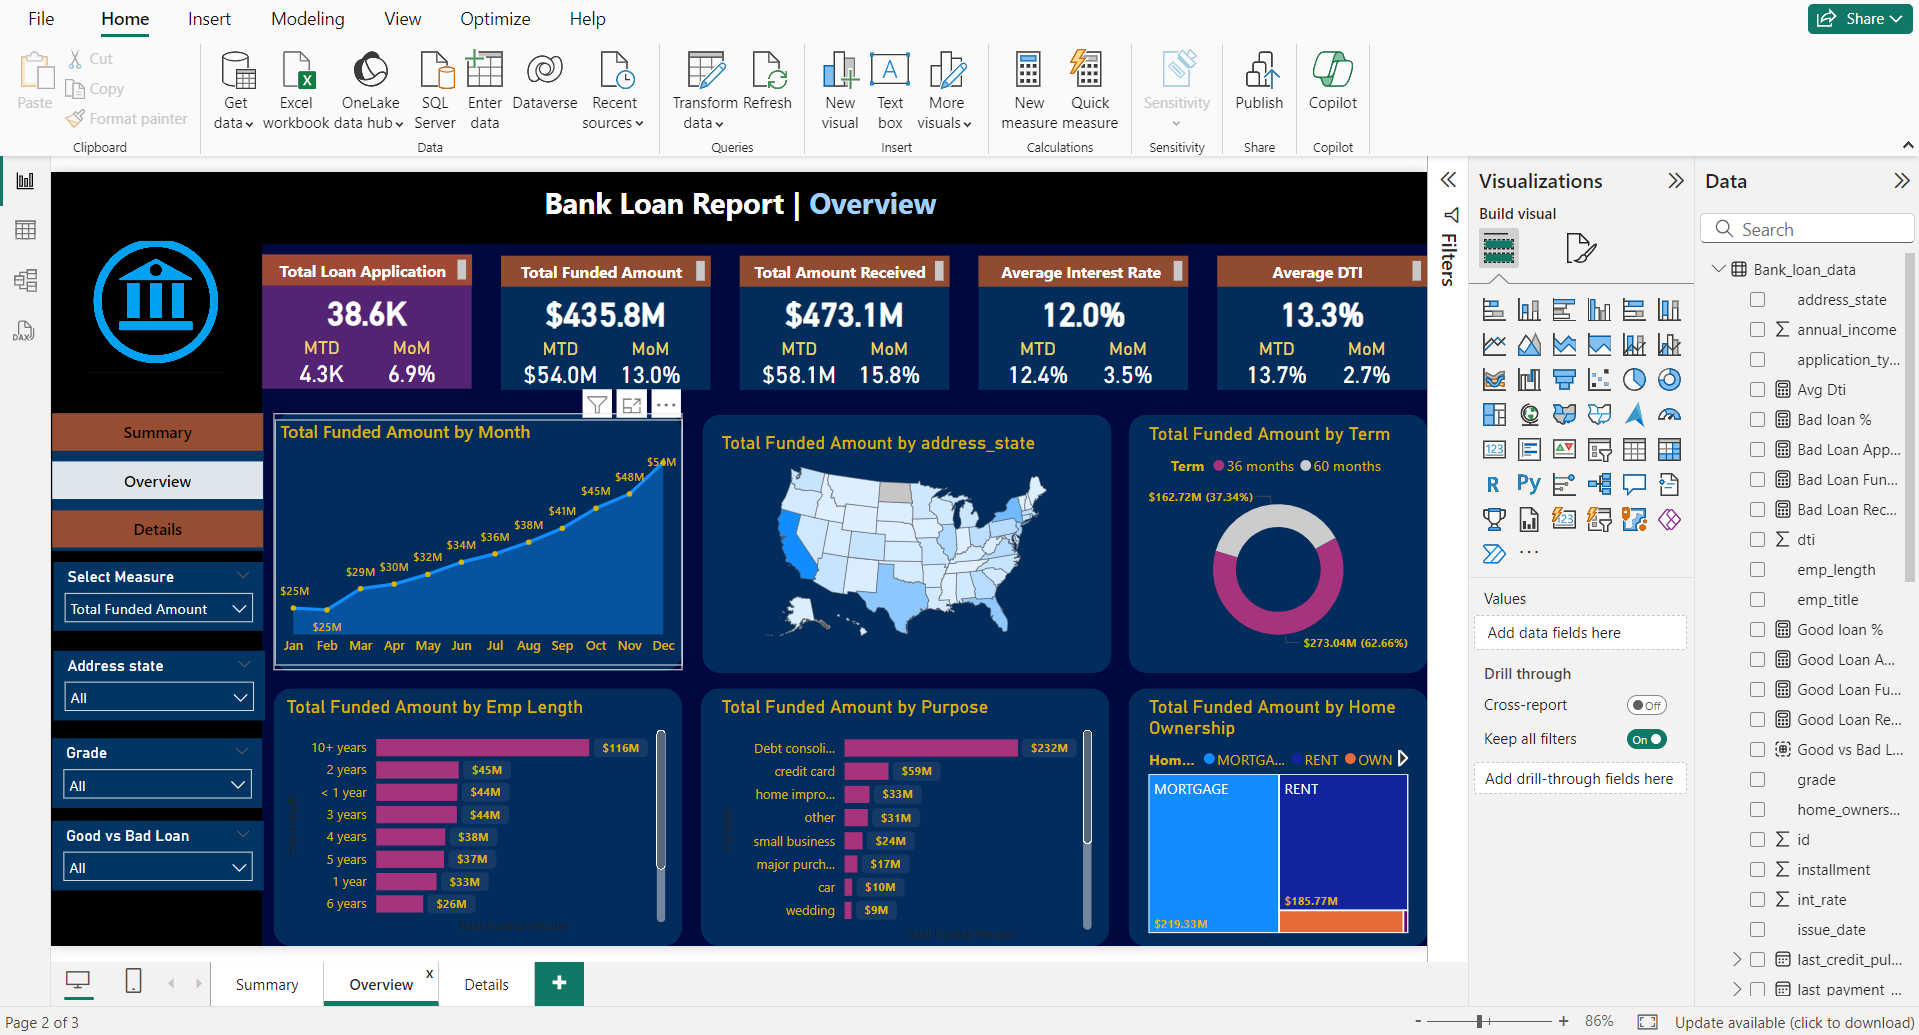 File Home Insert Modeling View Optimize Help Share
Paste Cut Copy Format painter
Get data Excel workbook OneLake data hub SQL Server Enter data Dataverse Recent sources
Transform data Refresh New visual Text box More visuals New measure Quick measure Sensitivity Publish Copilot
Clipboard Data Queries Insert Calculations Sensitivity Share Copilot
Bank Loan Report | Overview
Total Loan Application
38.6K
MTD MoM
4.3K 6.9%
Total Funded Amount
$435.8M
MTD MoM
$54.0M 13.0%
Total Amount Received
$473.1M
MTD MoM
$58.1M 15.8%
Average Interest Rate
12.0%
MTD MoM
12.4% 3.5%
Average DTI
13.3%
MTD MoM
13.7% 2.7%
Summary
Overview
Details
Select Measure
Total Funded Amount
Address state
All
Grade
All
Good vs Bad Loan
All
Total Funded Amount by Month
$25M $25M $29M $30M $32M $34M $36M $38M $41M $45M $48M $54M
Jan Feb Mar Apr May Jun Jul Aug Sep Oct Nov Dec
Total Funded Amount by address_state
Total Funded Amount by Term
Term 36 months 60 months
$162.72M (37.34%)
$273.04M (62.66%)
Total Funded Amount by Emp Length
10+ years $116M
2 years $45M
< 1 year $44M
3 years $44M
4 years $38M
5 years $37M
1 year $33M
6 years $26M
Total Funded Amount by Purpose
Debt consoli... $232M
credit card $59M
home impro... $33M
other $31M
small business $24M
major purch... $17M
car $10M
wedding $9M
Total Funded Amount by Home
Ownership
Hom... MORTGA... RENT OWN
MORTGAGE RENT
$185.77M
$219.33M
Filters
Visualizations
Build visual
123
R Py
123
Values
Add data fields here
Drill through
Cross-report Off
Keep all filters On
Add drill-through fields here
Data
Search
Bank_loan_data
address_state
annual_income
application_ty...
Avg Dti
Bad loan %
Bad Loan App...
Bad Loan Fun...
Bad Loan Rec...
dti
emp_length
emp_title
Good loan %
Good Loan A...
Good Loan Fu...
Good Loan Re...
Good vs Bad L...
grade
home_owners...
id
installment
int_rate
issue_date
last_credit_pul...
last_payment_...
DAX
Summary Overview x Details +
Page 2 of 3
- + 86% Update available (click to download)